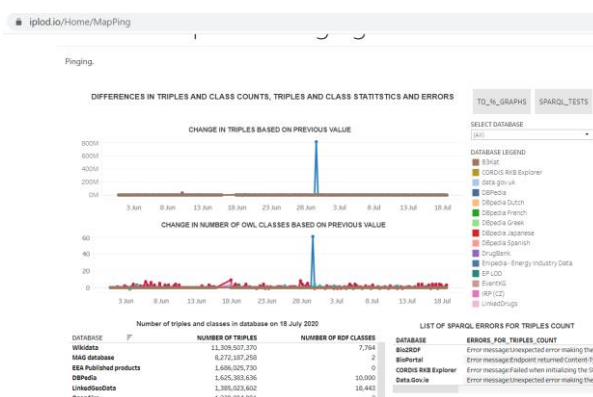 iplod.io/Home/MapPing
Pinging.
DIFFERENCES IN TRIPLES AND CLASS COUNTS, TRIPLES AND CLASS STATITSTICS AND ERRORS
TO_%_GRAPHS
SPARQL_TESTS
SELECT DATABASE
(All)
CHANGE IN TRIPLES BASED ON PREVIOUS VALUE
800M
600M
400M
200M
0M
3 Jun 8 Jun 13 Jun 18 Jun 23 Jun 28 Jun 3 Jul 8 Jul 13 Jul 18 Jul
CHANGE IN NUMBER OF OWL CLASSES BASED ON PREVIOUS VALUE
60
40
20
0
3 Jun 8 Jun 13 Jun 18 Jun 23 Jun 28 Jun 3 Jul 8 Jul 13 Jul 18 Jul
DATABASE LEGEND
B3Kat
CORDIS RKB Explorer
data.gov.uk
DBPedia
DBpedia Dutch
DBpedia French
DBpedia Greek
DBpedia Japanese
DBpedia Spanish
DrugBank
Enipedia - Energy Industry Data
EP LOD
EventKG
IRP (CZ)
LinkedDrugs
Number of triples and classes in database on 18 July 2020
DATABASE NUMBER OF TRIPLES NUMBER OF RDF CLASSES
Wikidata 11,309,507,370 7,764
MAG database 8,272,187,258 2
EEA Published products 1,686,025,730 0
DBPedia 1,625,383,636 10,000
LinkedGeoData 1,385,023,602 18,443
LIST OF SPARQL ERRORS FOR TRIPLES COUNT
DATABASE ERRORS_FOR_TRIPLES_COUNT
Bio2RDF Error message:Unexpected error making the
BioPortal Error message:Endpoint returned Content-T
CORDIS RKB Explorer Error message:Failed when initializing the S
Data.Gov.ie Error message:Unexpected error making the